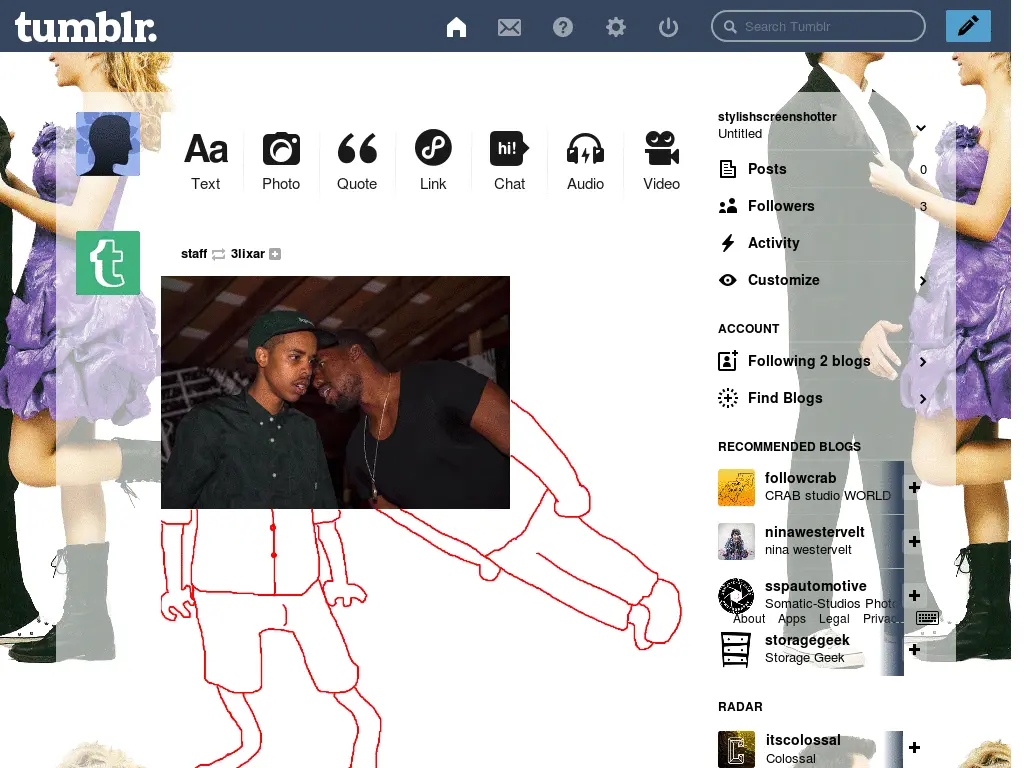 tumblr.
Search Tumblr
stylishscreenshotter
Untitled
Aa
hi!
Text
Photo
Quote
Link
Chat
Audio
Video
Posts
0
Followers
3
Activity
Customize
t
staff
3lixar
ACCOUNT
Following 2 blogs
Find Blogs
RECOMMENDED BLOGS
followcrab
CRAB studio WORLD
ninawestervelt
nina westervelt
sspautomotive
Somatic-Studios Photo
About Apps Legal Privac
storagegeek
Storage Geek
RADAR
itscolossal
Colossal